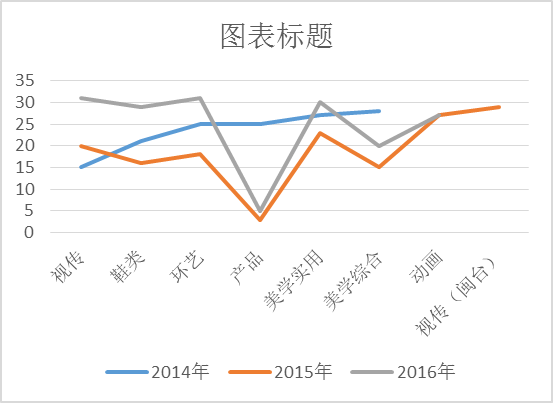 图表标题
35
30
25
20
15
10
5
0
视传
鞋类
环艺
产品
美学实用
美学综合
动画
视传（闽台）
2014年 2015年 2016年